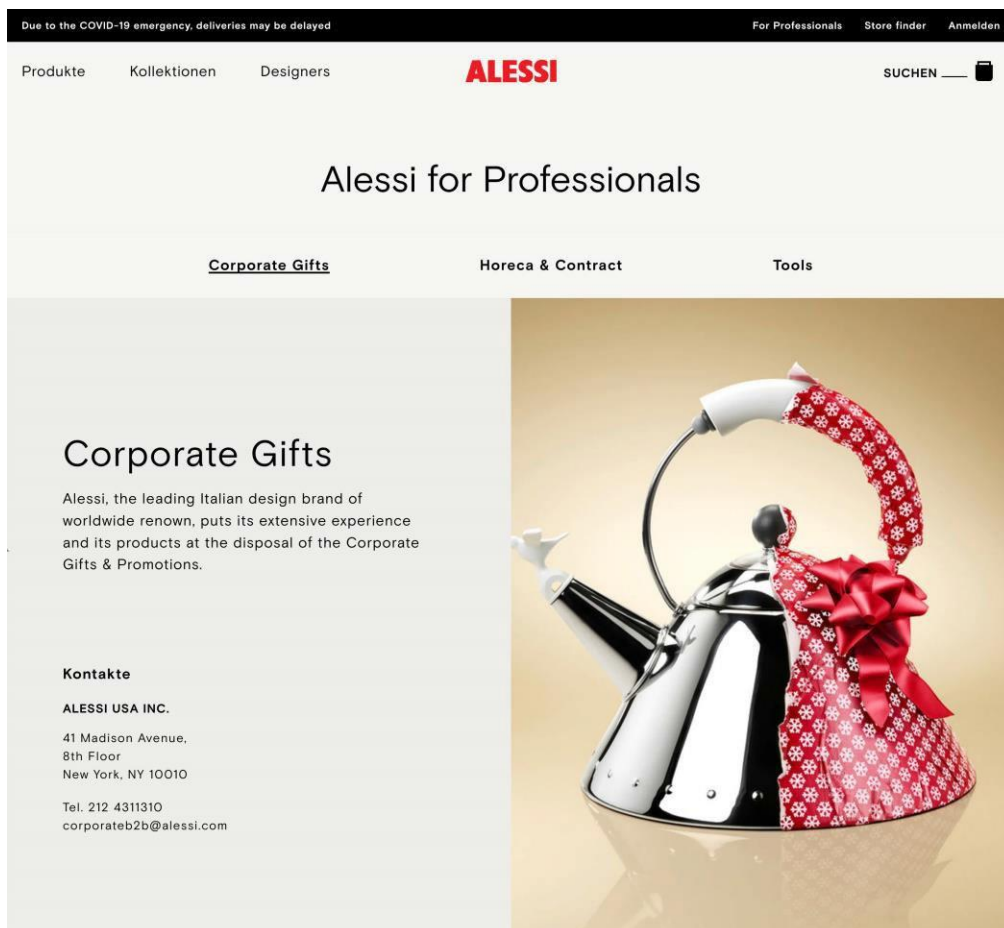 Due to the COVID-19 emergency, deliveries may be delayed
For Professionals Store finder Anmelden
Produkte Kollektionen Designers
ALESSI
SUCHEN
Alessi for Professionals
Corporate Gifts Horeca & Contract Tools
Corporate Gifts
Alessi, the leading Italian design brand of
worldwide renown, puts its extensive experience
and its products at the disposal of the Corporate
Gifts & Promotions.
Kontakte
ALESSI USA INC.
41 Madison Avenue,
8th Floor
New York, NY 10010
Tel. 212 4311310
corporateb2b@alessi.com